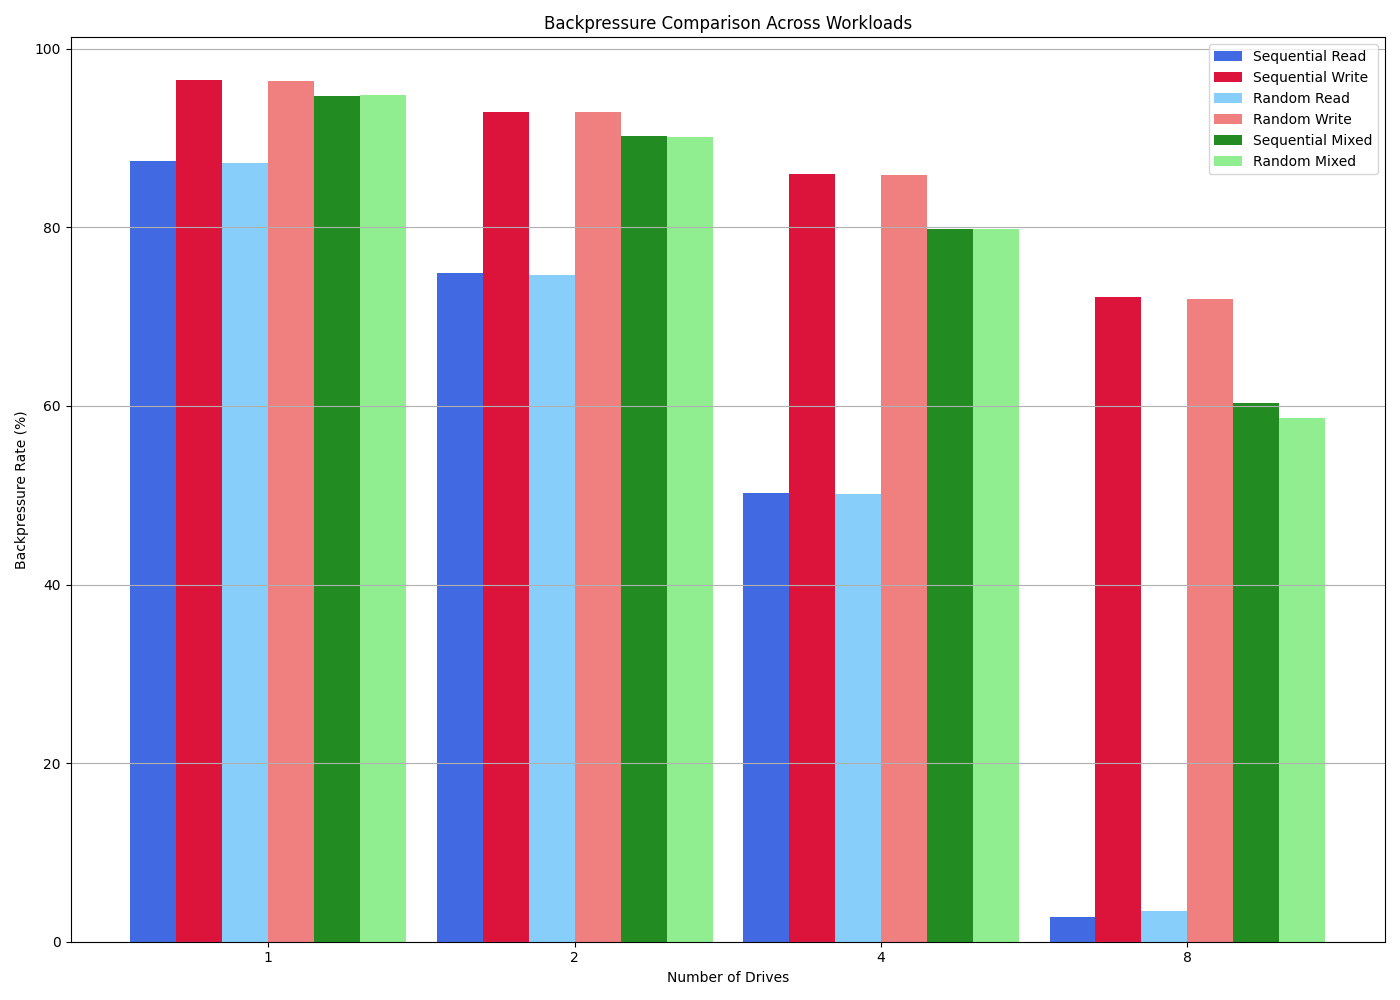 Backpressure Comparison Across Workloads
Sequential Read
Sequential Write
Random Read
Random Write
Sequential Mixed
Random Mixed
Backpressure Rate (%)
100
80
60
40
20
0
1 2 4 8
Number of Drives